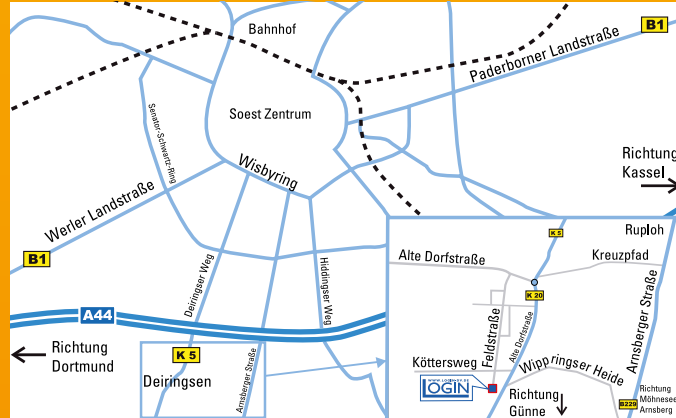 Bahnhof
B1
Paderborner Landstraße
Soest Zentrum
Senator-Schwartz-Ring
Wisbyring
Richtung
Kassel
Werler Landstraße
B1
Deiringser Weg
Hiddingser Weg
A44
Richtung
Dortmund
K 5
Deiringsen
Arnsberger Straße
K 5
Ruploh
Alte Dorfstraße
Kreuzpfad
K 20
Arnsberger Straße
Feldstraße
Alte Dorfstraße
Köttersweg
Wippringser Heide
LOGIN
Richtung
Günne
B229
Richtung
Möhnesee
Arnsberg